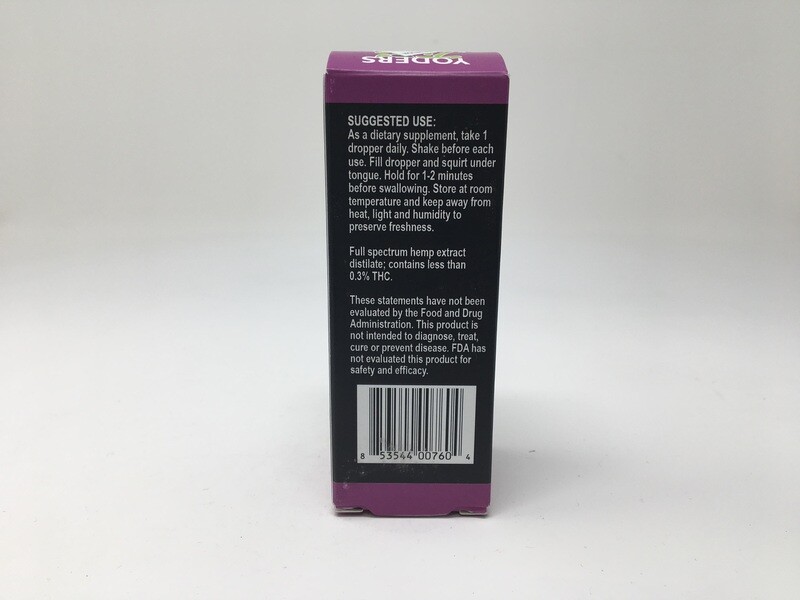 YODERS
SUGGESTED USE:
As a dietary supplement, take 1
dropper daily. Shake before each
use. Fill dropper and squirt under
tongue. Hold for 1-2 minutes
before swallowing. Store at room
temperature and keep away from
heat, light and humidity to
preserve freshness.
Full spectrum hemp extract
distilate; contains less than
0.3% THC.
These statements have not been
evaluated by the Food and Drug
Administration. This product is
not intended to diagnose, treat,
cure or prevent disease. FDA has
not evaluated this product for
safety and efficacy.
8 53544 00760 4